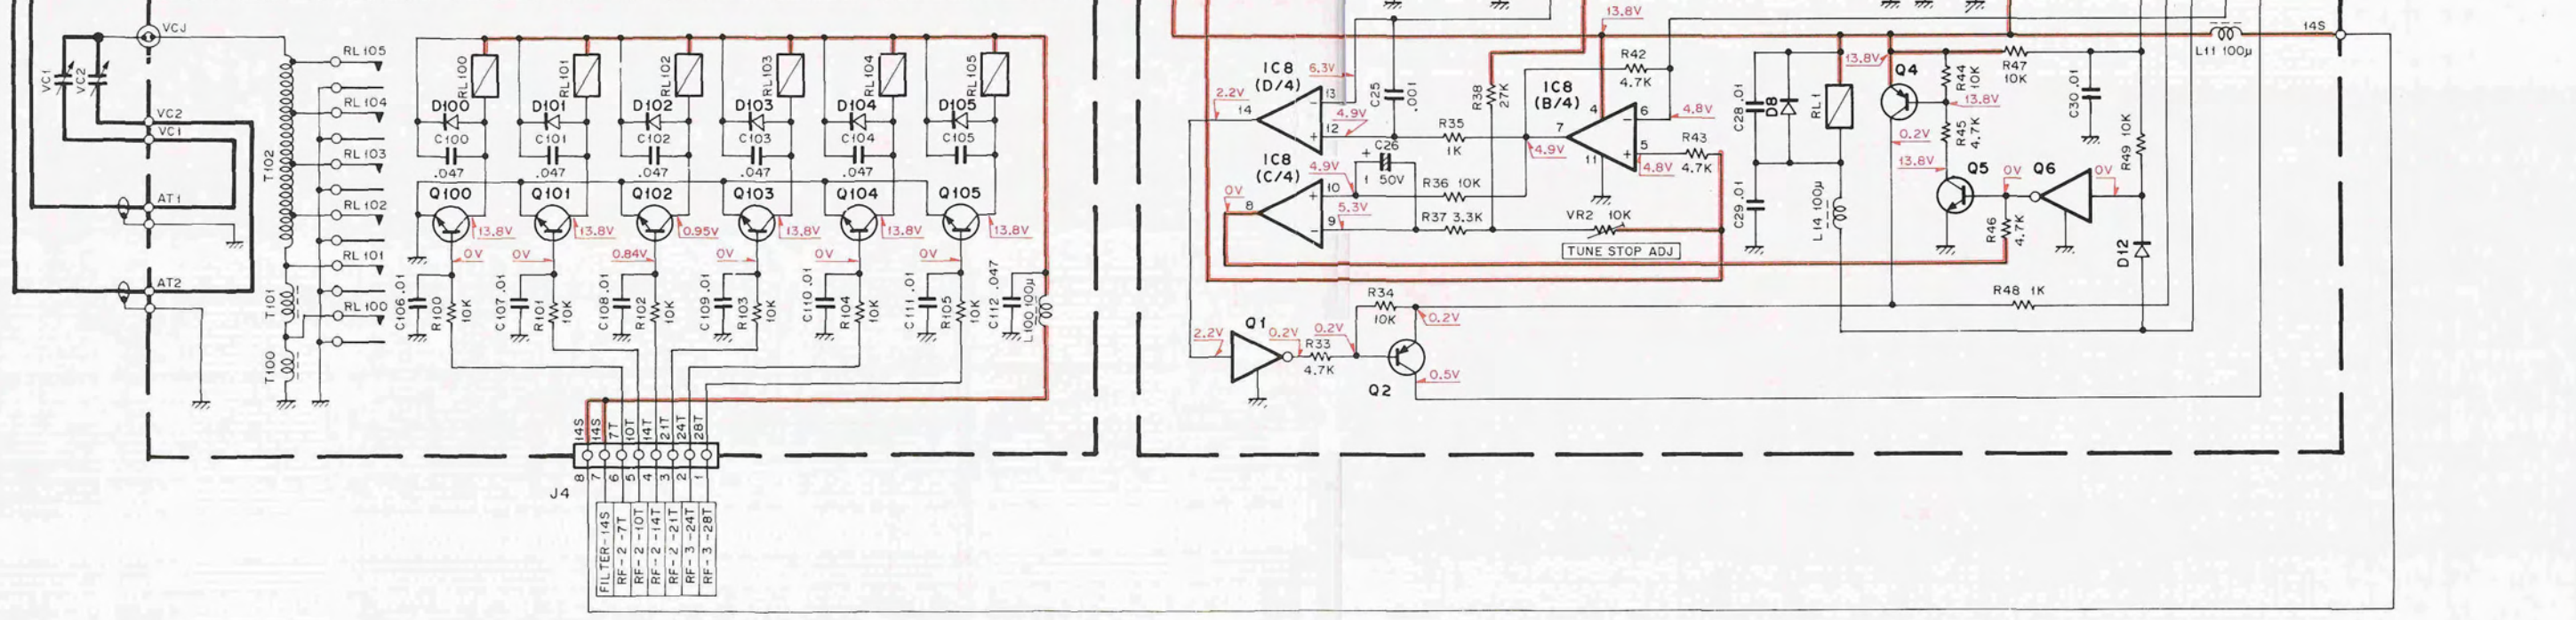 VCJ
VC1
VC2
VC2
VC1
AT1
AT2
T102
T101
T100
RL105
RL104
RL103
RL102
RL101
RL100
RL100
RL101
RL102
RL103
RL104
RL105
D100
D101
D102
D103
D104
D105
C100
C101
C102
C103
C104
C105
.047
.047
.047
.047
.047
.047
Q100
Q101
Q102
Q103
Q104
Q105
13.8V
13.8V
0.95V
13.8V
13.8V
13.8V
0V
0V
0.84V
0V
0V
0V
C106 .01
R100
10K
C107 .01
R101
10K
C108 .01
R102
10K
C109 .01
R103
10K
C110 .01
R104
10K
C111 .01
R105
10K
C112 .047
L100 100μ
14S
14S
7T
10T
14T
21T
24T
28T
J4
8
7
6
5
4
3
2
1
FILTER-14S
RF-2-7T
RF-2-10T
RF-2-14T
RF-2-21T
RF-3-24T
RF-3-28T
13.8V
IC8
(D/4)
6.3V
2.2V
14
13
12
4.9V
C25
.001
IC8
(C/4)
4.9V
0V
8
10
9
5.3V
+
C26
1 50V
R35
1K
R36 10K
R37 3.3K
R38
27K
IC8
(B/4)
4
7
11
6
5
4.9V
4.8V
4.8V
R42
4.7K
R43
4.7K
VR2 10K
TUNE STOP ADJ
C28 .01
D8
RL1
C29 .01
L14 100μ
13.8V
Q4
R44
10K
13.8V
R45
4.7K
0.2V
13.8V
Q5
0V
Q6
0V
R46
4.7K
R47
10K
C30 .01
R49 10K
D12
R48 1K
L11 100μ
14S
2.2V
Q1
0.2V
R33
4.7K
0.2V
R34
10K
0.2V
Q2
0.5V